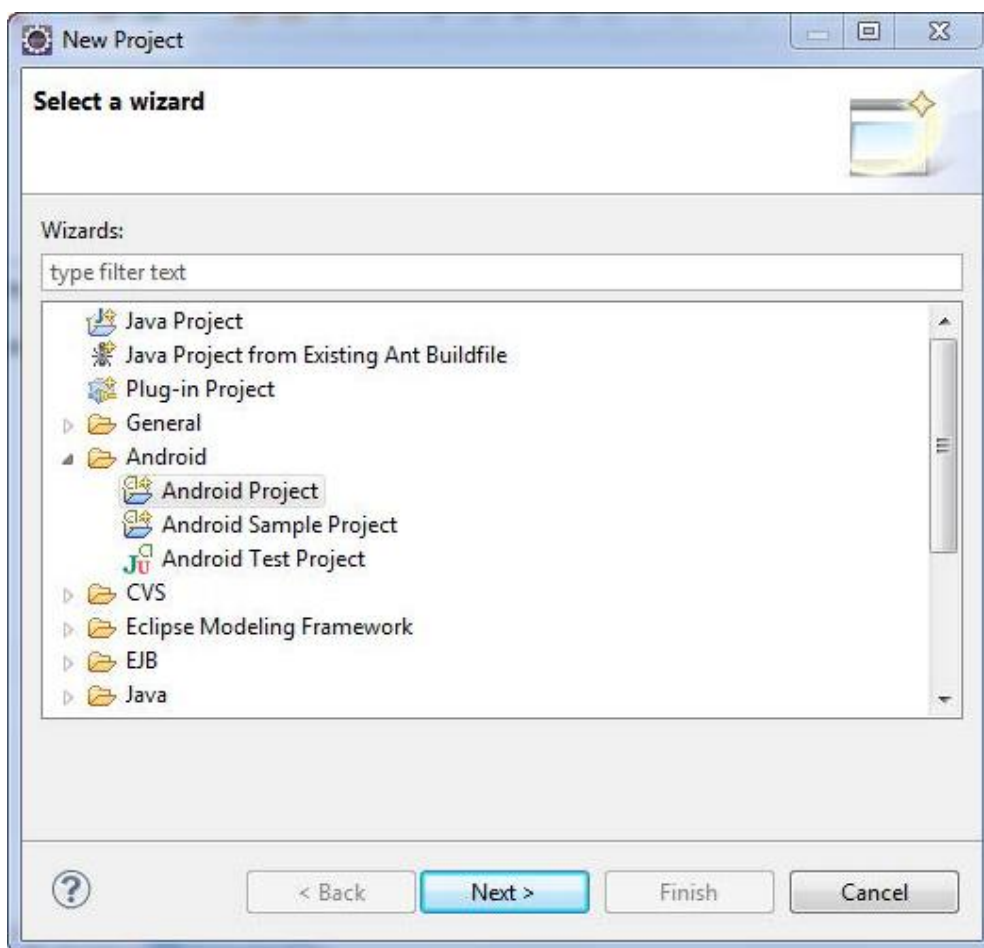 New Project
Select a wizard
Wizards:
type filter text
Java Project
Java Project from Existing Ant Buildfile
Plug-in Project
General
Android
Android Project
Android Sample Project
Android Test Project
CVS
Eclipse Modeling Framework
EJB
Java
< Back Next > Finish Cancel